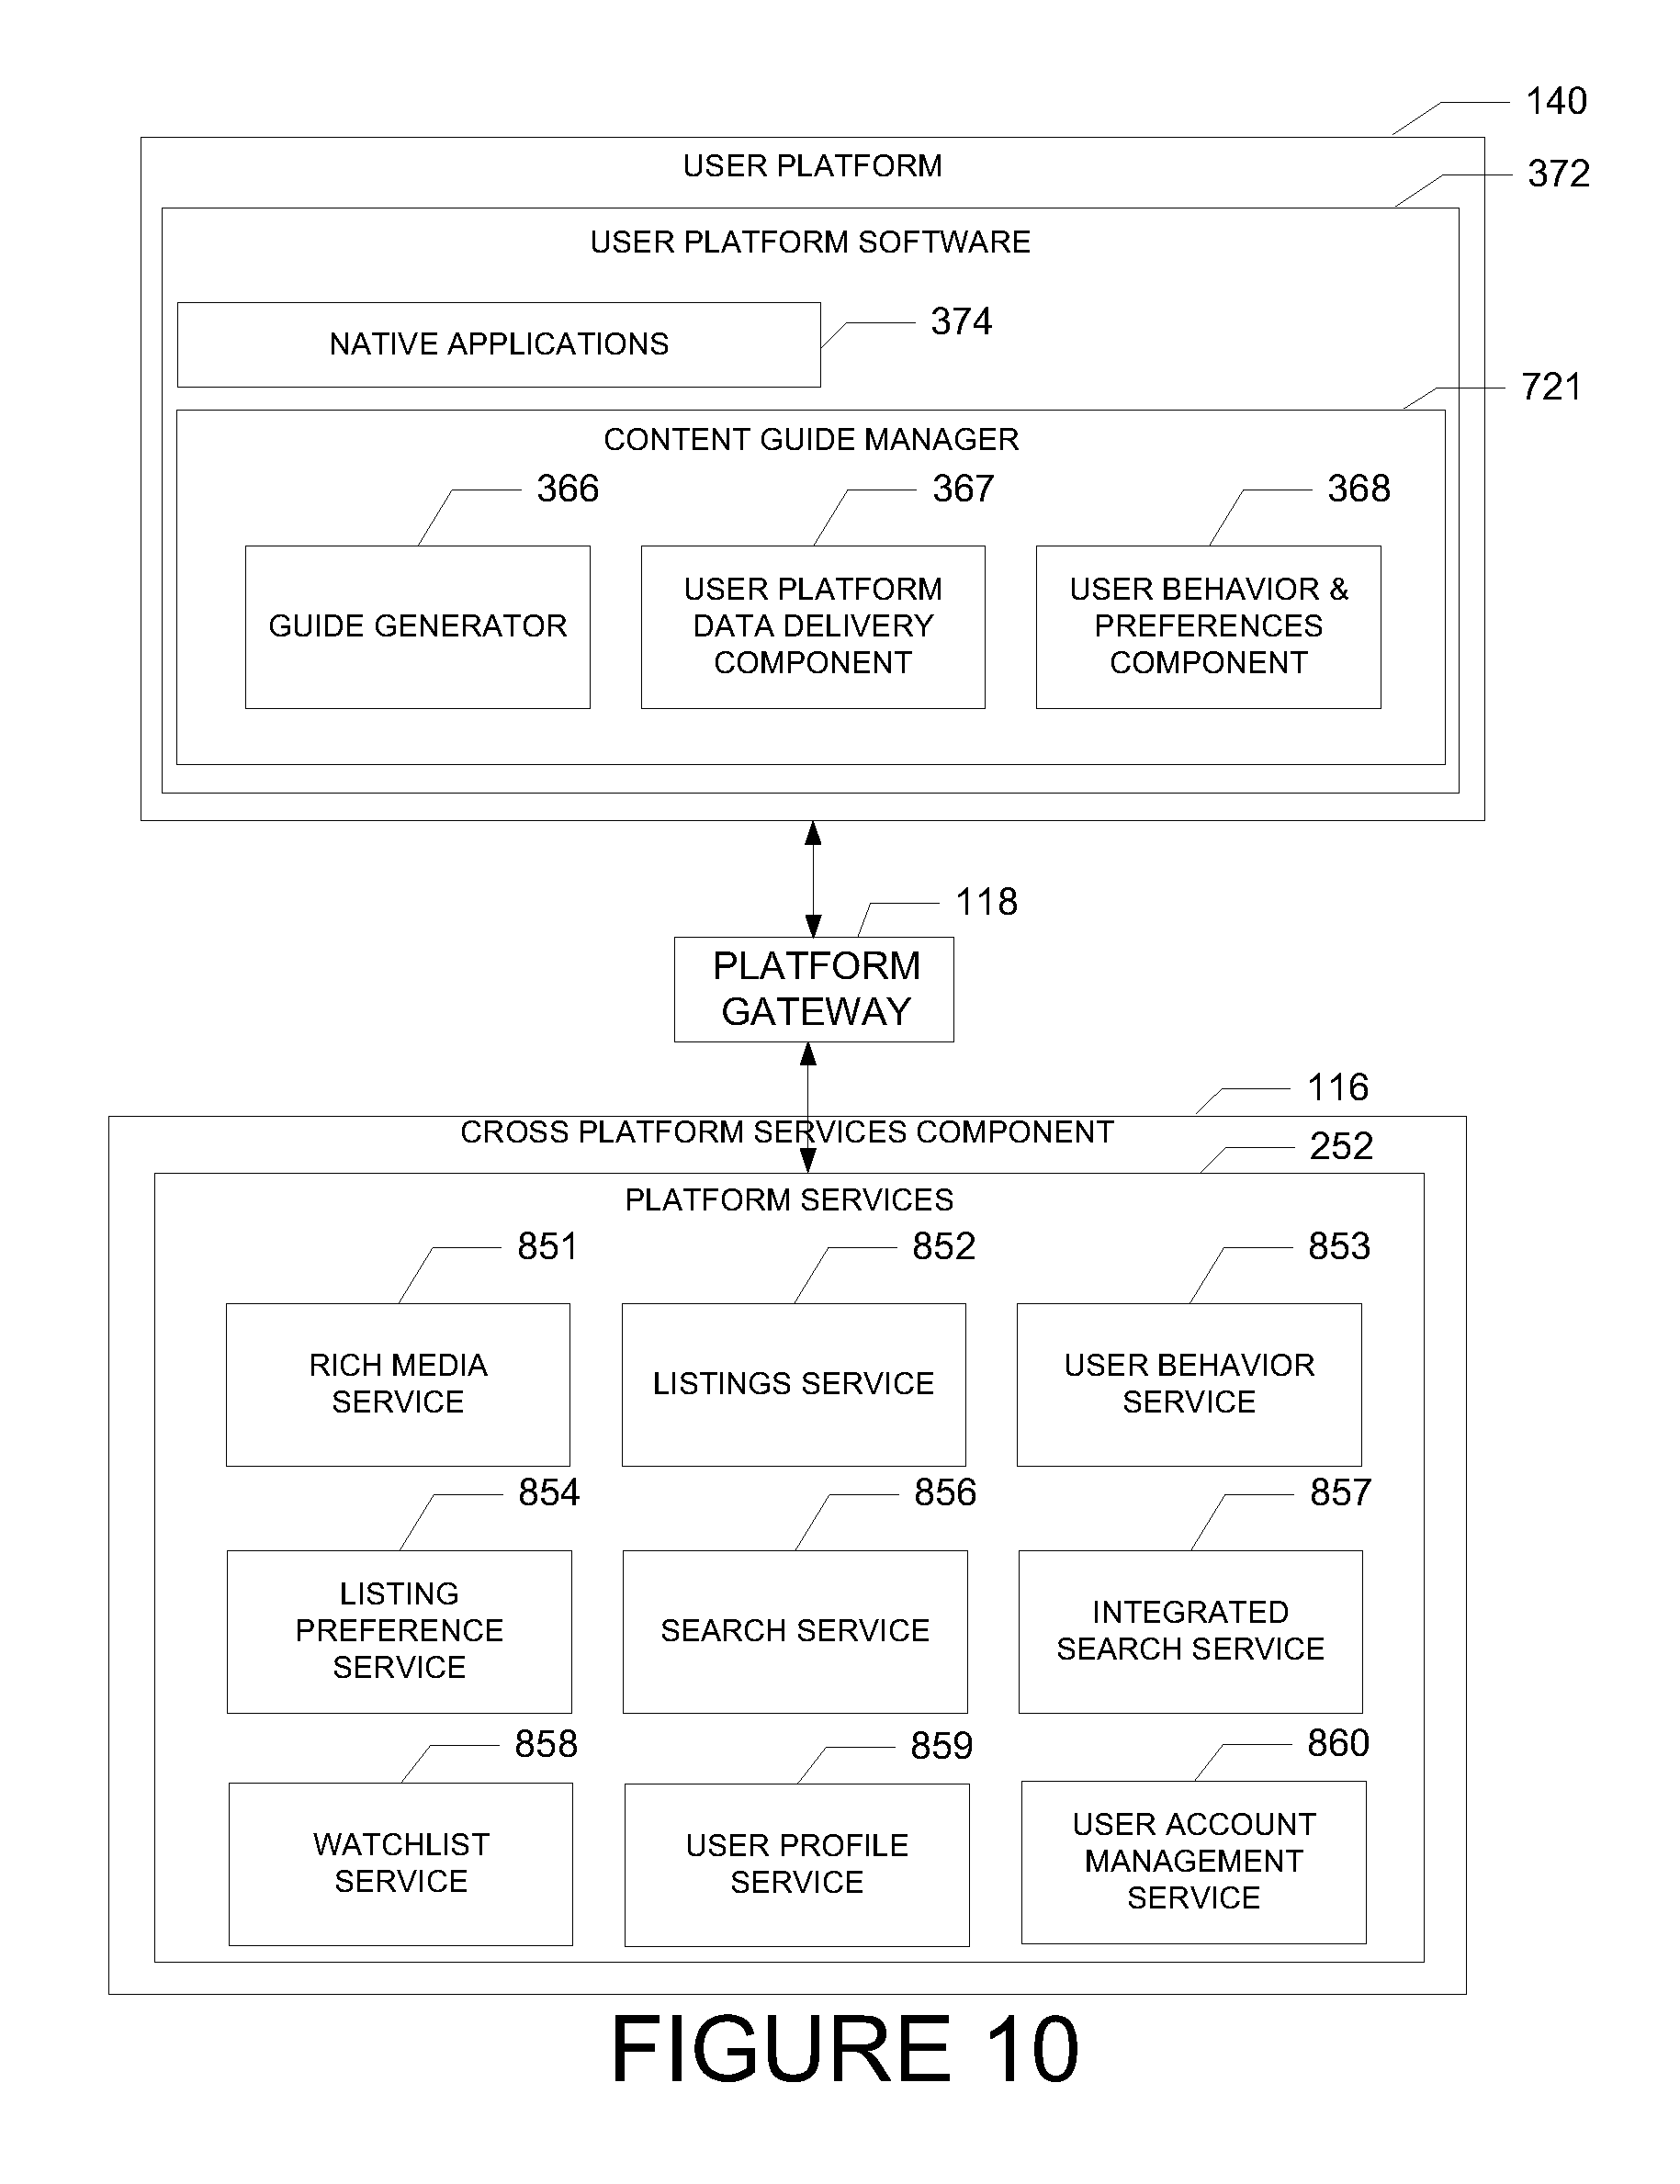 140
USER PLATFORM
372
USER PLATFORM SOFTWARE
NATIVE APPLICATIONS
374
721
CONTENT GUIDE MANAGER
366
367
368
GUIDE GENERATOR
USER PLATFORM
DATA DELIVERY
COMPONENT
USER BEHAVIOR &
PREFERENCES
COMPONENT
118
PLATFORM
GATEWAY
116
CROSS PLATFORM SERVICES COMPONENT
252
PLATFORM SERVICES
851
852
853
RICH MEDIA
SERVICE
LISTINGS SERVICE
USER BEHAVIOR
SERVICE
854
856
857
LISTING
PREFERENCE
SERVICE
SEARCH SERVICE
INTEGRATED
SEARCH SERVICE
858
859
860
WATCHLIST
SERVICE
USER PROFILE
SERVICE
USER ACCOUNT
MANAGEMENT
SERVICE
FIGURE 10